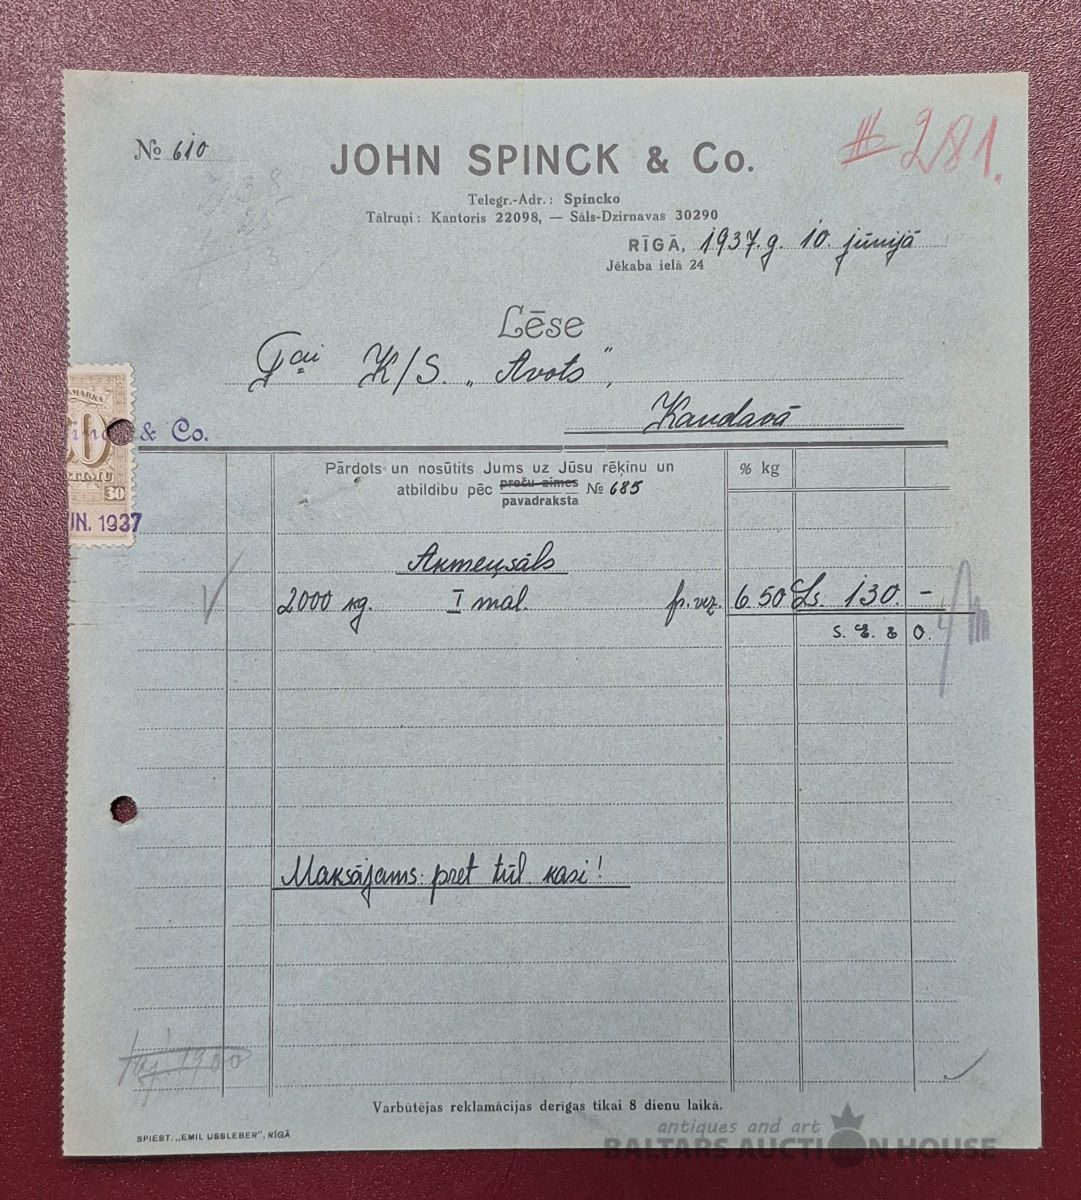 № 610
# 281.
JOHN SPINCK & Co.
Telegr.-Adr.: Spincko
Tālruņi: Kantoris 22098, — Sāls-Dzirnavas 30290
RĪGĀ, 1937.g. 10. jūnijā
Jēkaba ielā 24
Lēse
K/S. „Avots",
Kandavā
& Co.
30
1937
Pārdots un nosūtīts Jums uz Jūsu rēķinu un
atbildību pēc preču zīmes
pavadraksta № 685
% kg
Akmeņsāls
2000 kg. I mal. fr. vez. 6.50 Ls. 130. –
S. E. & O.
Maksājams pret tūl. kasi!
Varbūtējas reklamācijas derīgas tikai 8 dienu laikā.
SPIEST. „EMIL USSLEBER", RĪGĀ
antiques and art
BALTARS AUCTION HOUSE